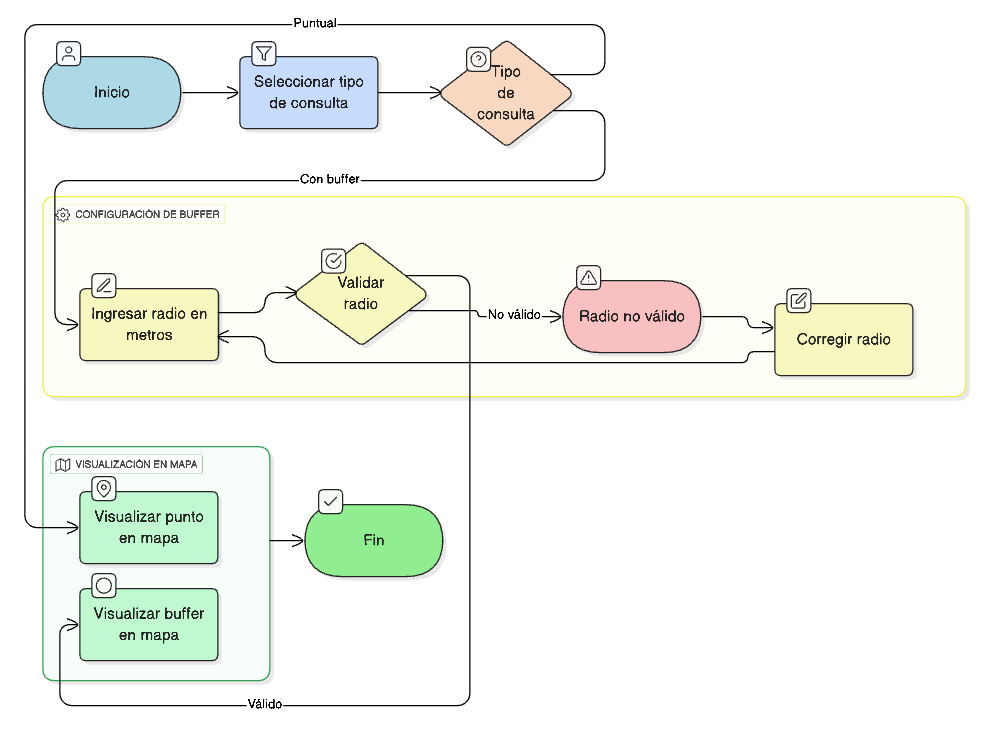 Puntual
Inicio
Seleccionar tipo
de consulta
Tipo
de
consulta
Con buffer
CONFIGURACIÓN DE BUFFER
Ingresar radio en
metros
Validar
radio
No válido
Radio no válido
Corregir radio
VISUALIZACIÓN EN MAPA
Visualizar punto
en mapa
Fin
Visualizar buffer
en mapa
Válido